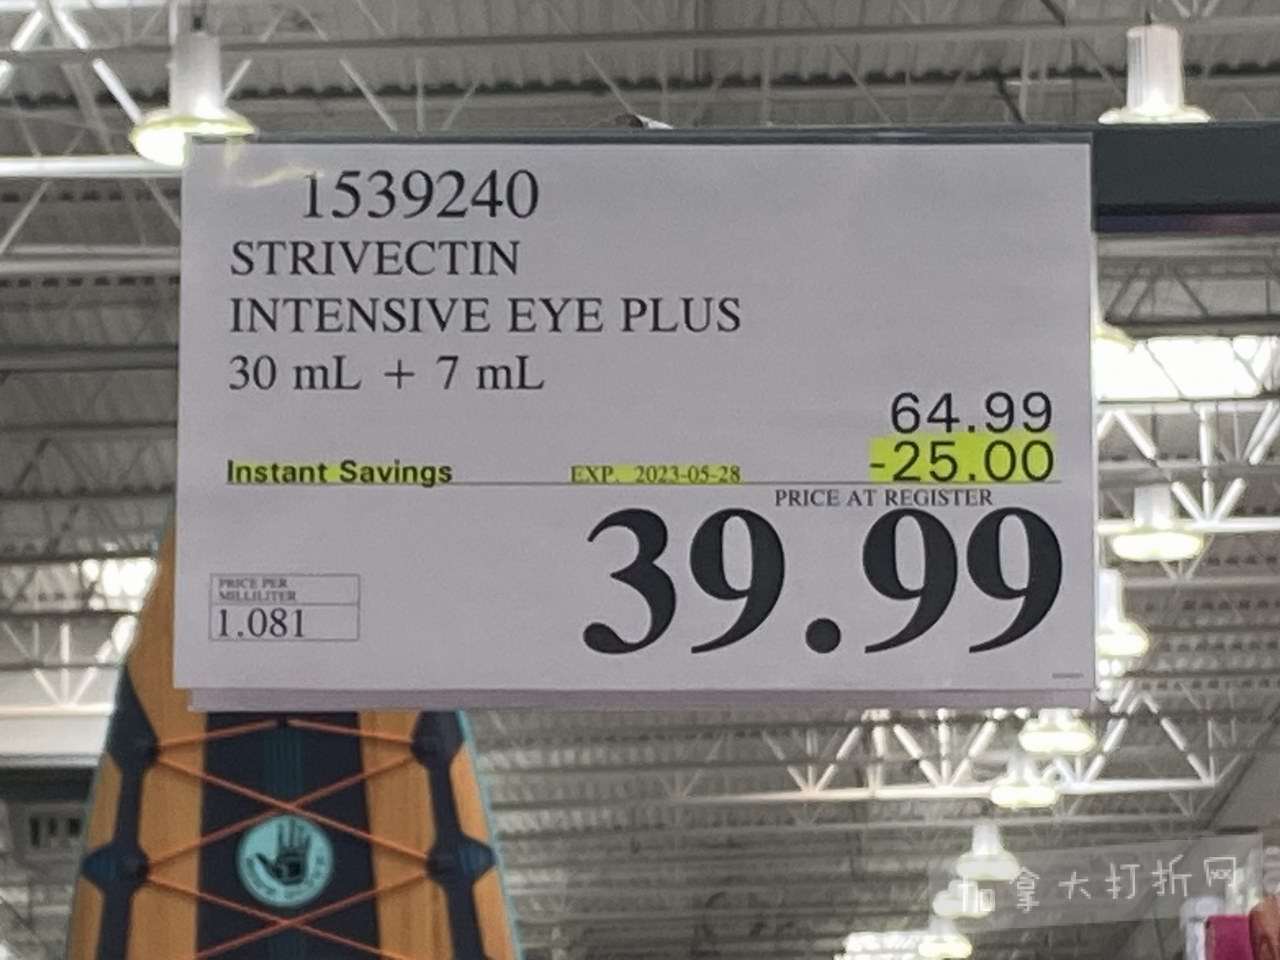 1539240
STRIVECTIN
INTENSIVE EYE PLUS
30 mL + 7 mL
64.99
Instant Savings EXP. 2023-05-28 -25.00
PRICE AT REGISTER
39.99
PRICE PER
MILLILITER
1.081
加拿大打折网